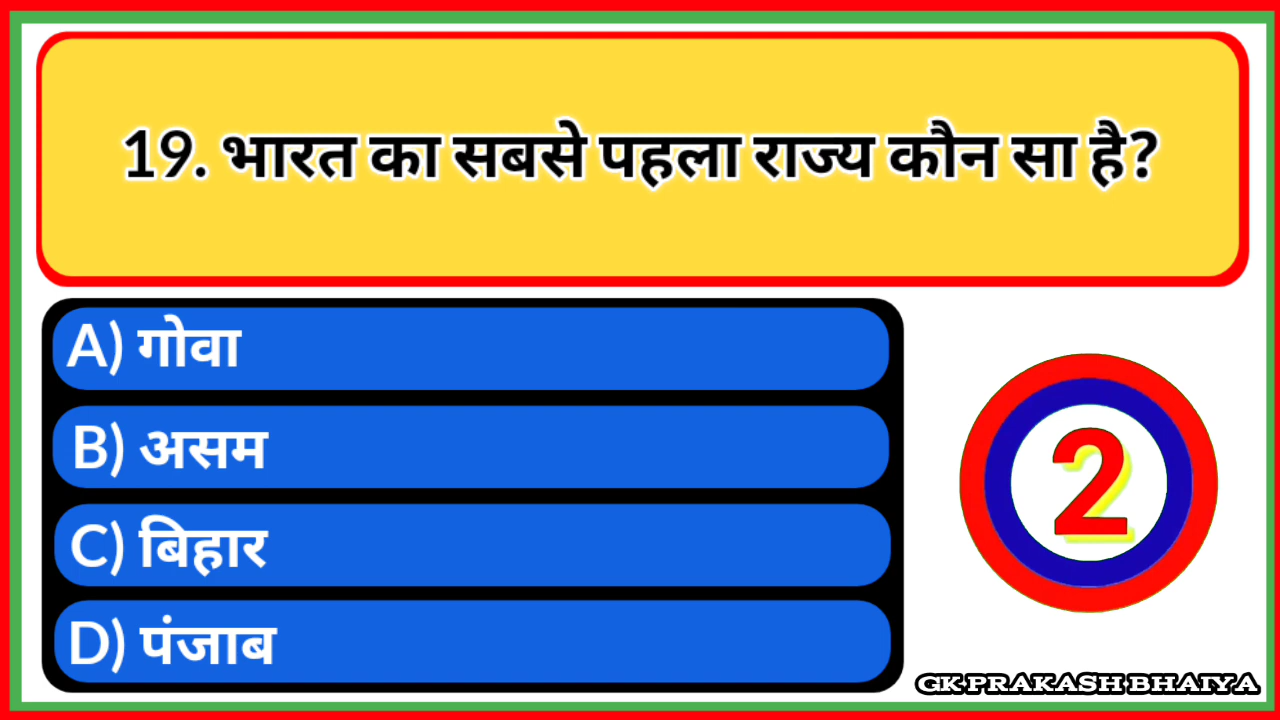 19. भारत का सबसे पहला राज्य कौन सा है?
A) गोवा
B) असम
C) बिहार
D) पंजाब
2
GK PRAKASH BHAIYA